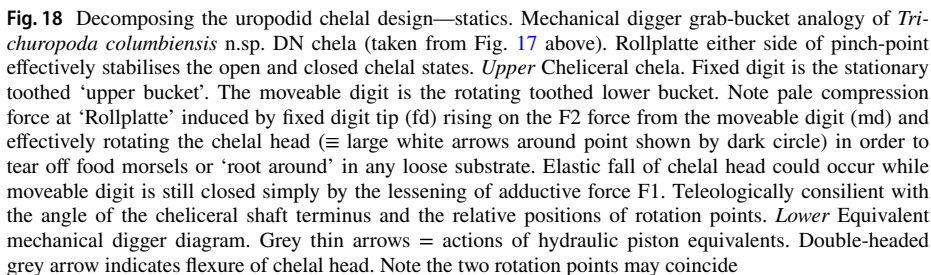 Fig. 18 Decomposing the uropodid chelal design—statics. Mechanical digger grab-bucket analogy of Tri-
churopoda columbiensis n.sp. DN chela (taken from Fig. 17 above). Rollplatte either side of pinch-point
effectively stabilises the open and closed chelal states. Upper Cheliceral chela. Fixed digit is the stationary
toothed ‘upper bucket’. The moveable digit is the rotating toothed lower bucket. Note pale compression
force at ‘Rollplatte’ induced by fixed digit tip (fd) rising on the F2 force from the moveable digit (md) and
effectively rotating the chelal head (≡ large white arrows around point shown by dark circle) in order to
tear off food morsels or ‘root around’ in any loose substrate. Elastic fall of chelal head could occur while
moveable digit is still closed simply by the lessening of adductive force F1. Teleologically consilient with
the angle of the cheliceral shaft terminus and the relative positions of rotation points. Lower Equivalent
mechanical digger diagram. Grey thin arrows = actions of hydraulic piston equivalents. Double-headed
grey arrow indicates flexure of chelal head. Note the two rotation points may coincide